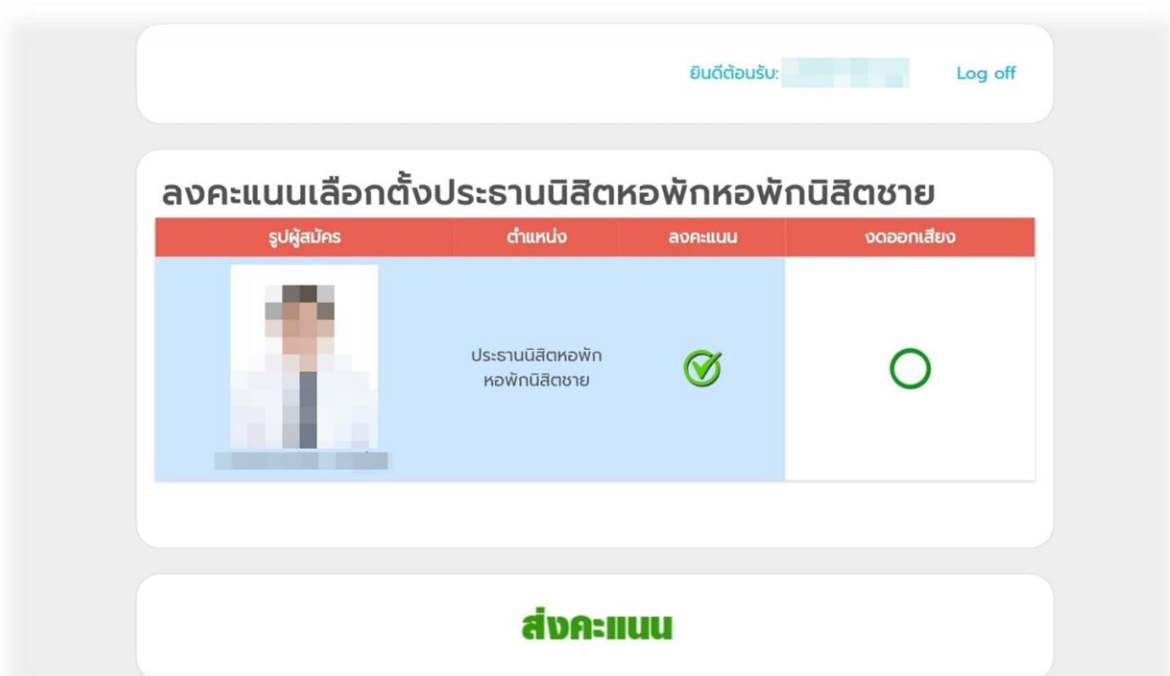 ยินดีต้อนรับ: Log off
ลงคะแนนเลือกตั้งประธานนิสิตหอพักหอพักนิสิตชาย
รูปผู้สมัคร ตำแหน่ง ลงคะแนน งดออกเสียง
ประธานนิสิตหอพัก
หอพักนิสิตชาย
ส่งคะแนน